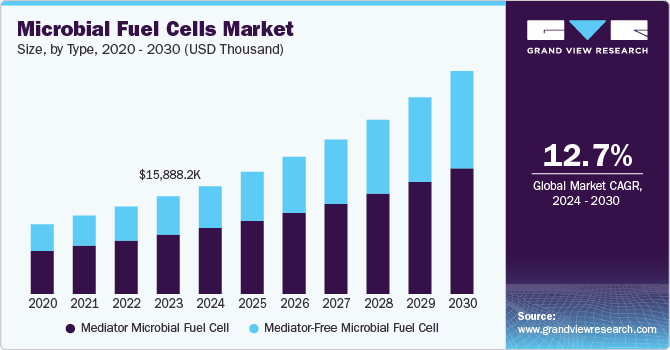 Microbial Fuel Cells Market
Size, by Type, 2020 - 2030 (USD Thousand)
GRAND VIEW RESEARCH
$15,888.2K
12.7%
Global Market CAGR,
2024 - 2030
2020 2021 2022 2023 2024 2025 2026 2027 2028 2029 2030
Mediator Microbial Fuel Cell Mediator-Free Microbial Fuel Cell
Source:
www.grandviewresearch.com